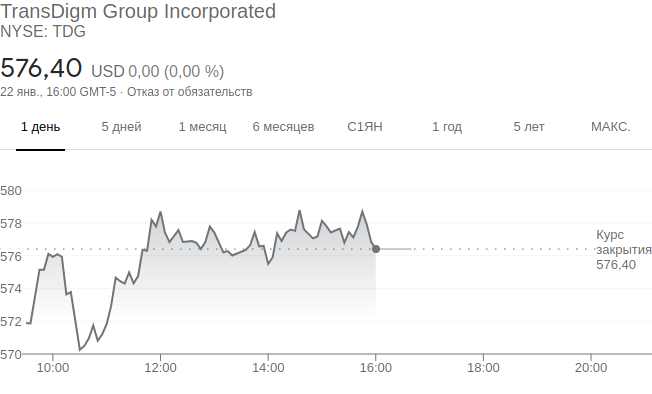 TransDigm Group Incorporated
NYSE: TDG
576,40 USD 0,00 (0,00 %)
22 янв., 16:00 GMT-5 · Отказ от обязательств
1 день 5 дней 1 месяц 6 месяцев С1ЯН 1 год 5 лет МАКС.
580
578
576
574
572
570
Курс
закрытия
576,40
10:00 12:00 14:00 16:00 18:00 20:00